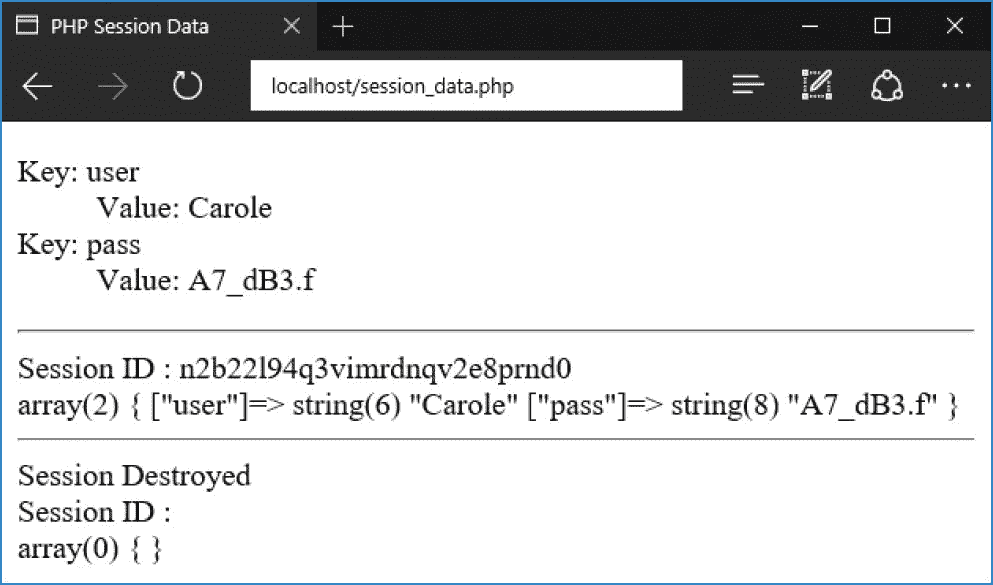 PHP Session Data
localhost/session_data.php
Key: user
Value: Carole
Key: pass
Value: A7_dB3.f
Session ID : n2b22l94q3vimrdnqv2e8prnd0
array(2) { ["user"]=> string(6) "Carole" ["pass"]=> string(8) "A7_dB3.f" }
Session Destroyed
Session ID :
array(0) { }